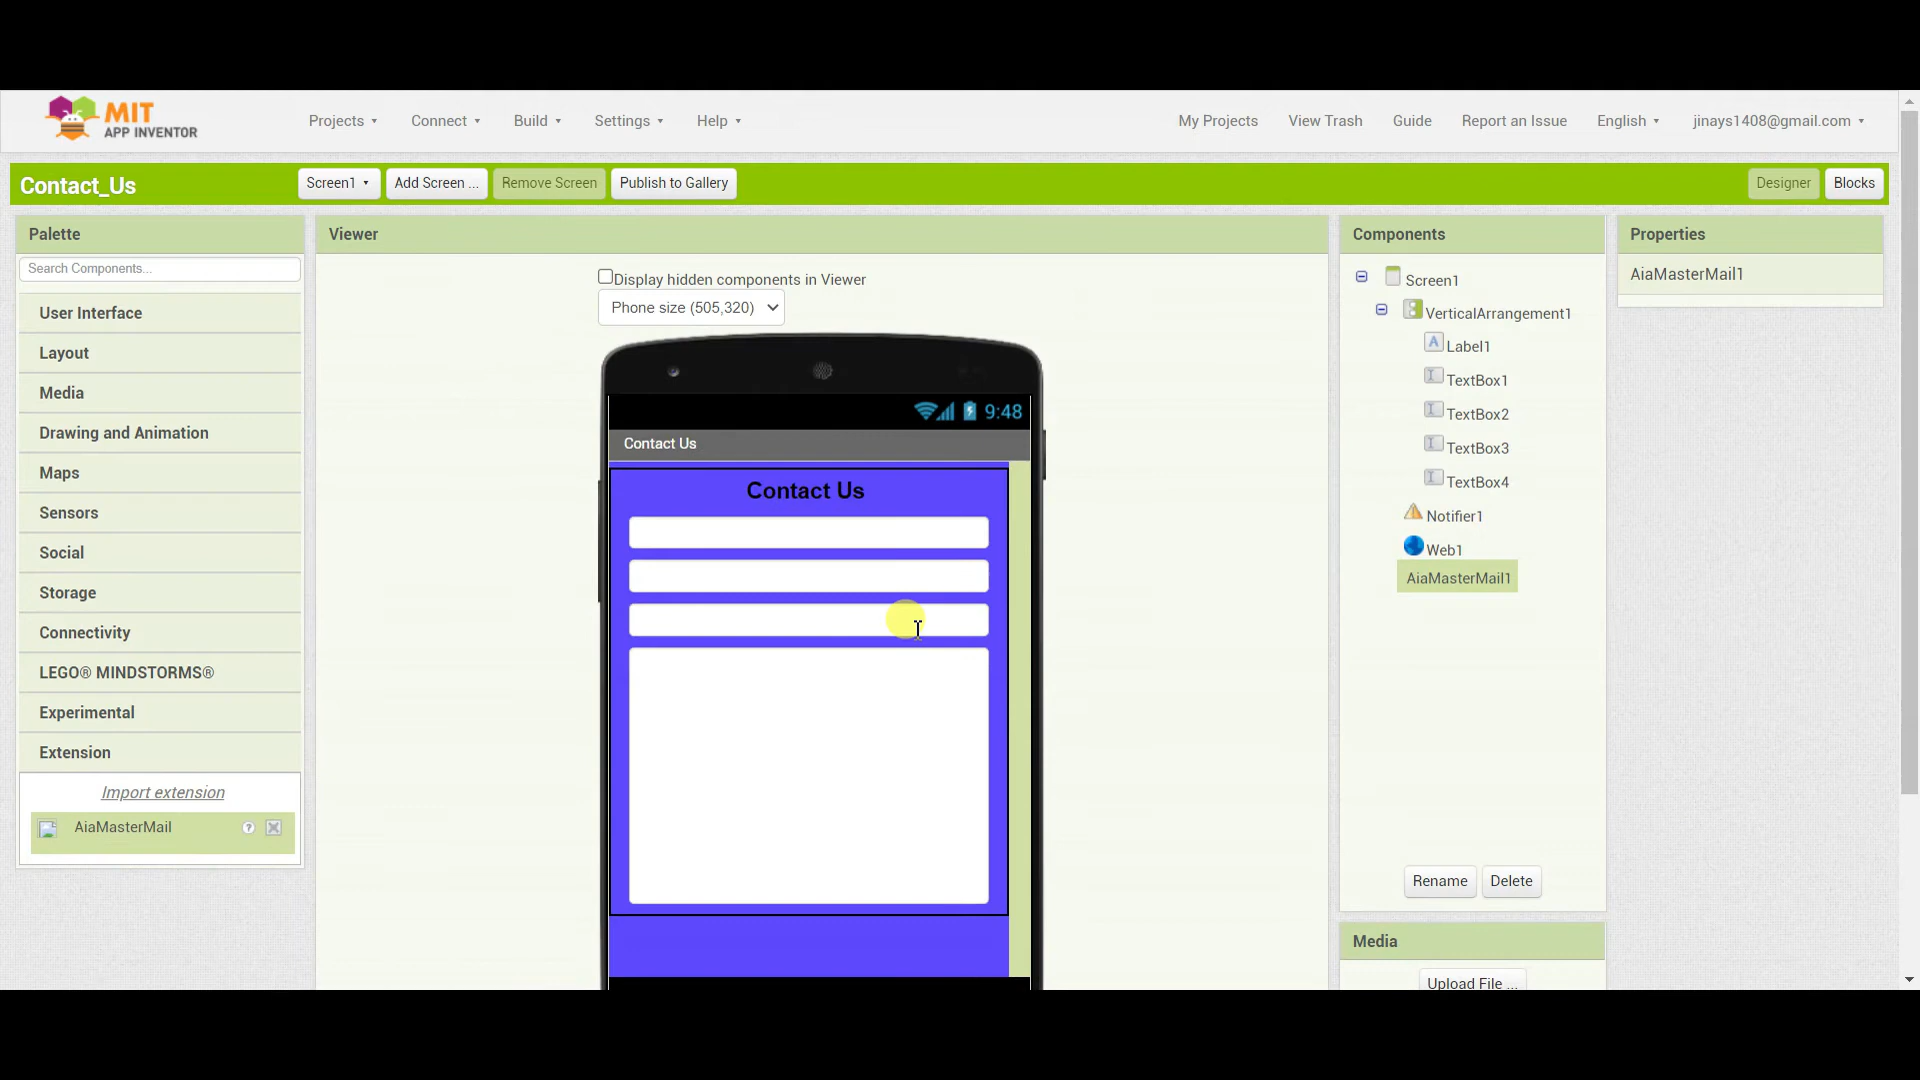 MIT
APP INVENTOR
Projects
Connect
Build
Settings
Help
My Projects
View Trash
Guide
Report an Issue
English
jinays1408@gmail.com
Contact_Us
Screen1
Add Screen ...
Remove Screen
Publish to Gallery
Designer
Blocks
Palette
Search Components...
User Interface
Layout
Media
Drawing and Animation
Maps
Sensors
Social
Storage
Connectivity
LEGO® MINDSTORMS®
Experimental
Extension
Import extension
AiaMasterMail
?
Viewer
Display hidden components in Viewer
Phone size (505,320)
9:48
Contact Us
Contact Us
Components
Screen1
VerticalArrangement1
A Label1
TextBox1
TextBox2
TextBox3
TextBox4
Notifier1
Web1
AiaMasterMail1
Rename
Delete
Media
Upload File ...
Properties
AiaMasterMail1